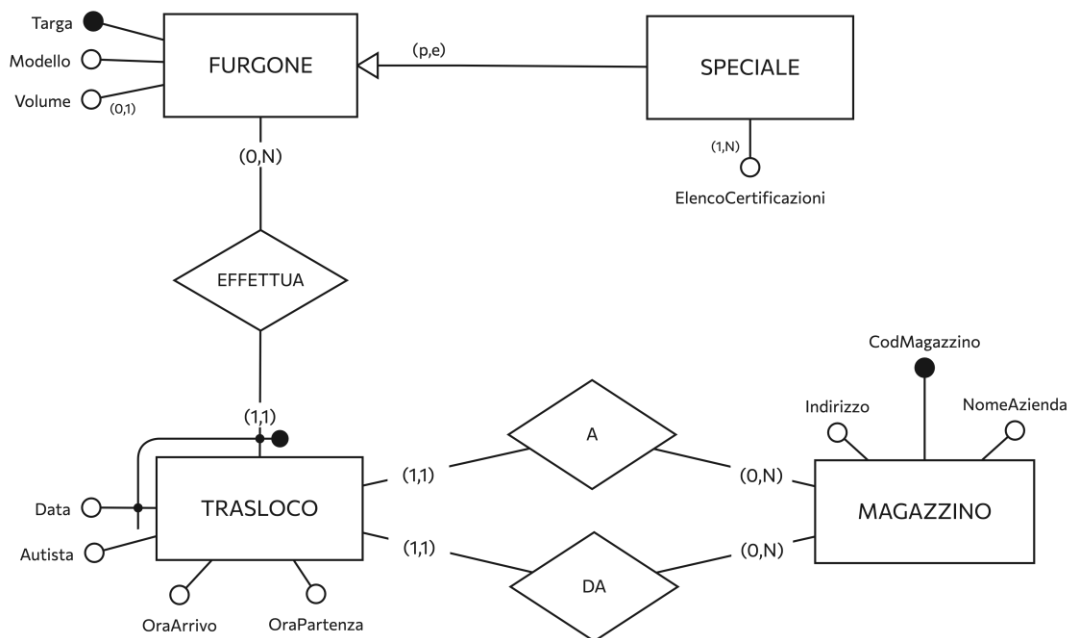 Targa
Modello
Volume
(0,1)
FURGONE
(p,e)
SPECIALE
(1,N)
ElencoCertificazioni
(0,N)
EFFETTUA
(1,1)
CodMagazzino
Indirizzo
NomeAzienda
A
(1,1)
(0,N)
Data
Autista
TRASLOCO
MAGAZZINO
(1,1)
(0,N)
DA
OraArrivo
OraPartenza